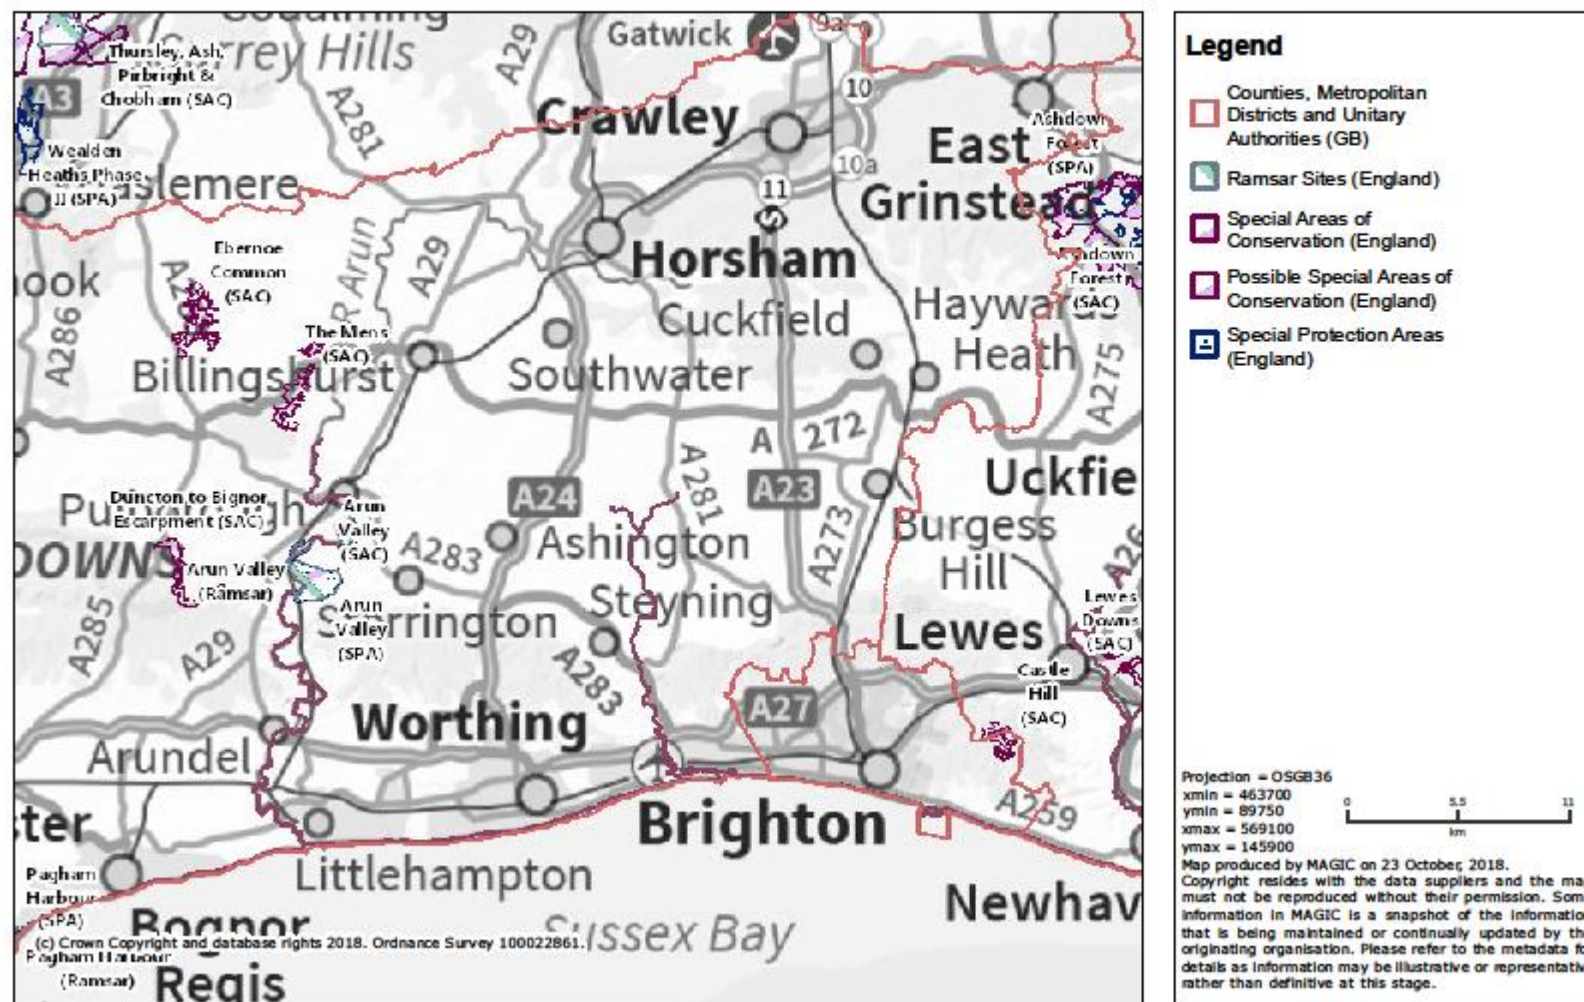 Godalming
Surrey Hills
Thursley, Ash,
Pirbright &
Chobham (SAC)
A3
A29
A281
Gatwick
9a
10
10a
11
S
Crawley
East
Grinstead
Ashdown
Forest
(SPA)
Wealden
Heaths Phase
II (SPA)
aslemere
Ebernoe
Common
(SAC)
R Arun
A29
Horsham
Ashdown
Forest
(SAC)
ook
A286
Cuckfield
Haywards
Heath
The Mens
(SAC)
Billingshurst
Southwater
A275
A 272
A24
A281
A23
A273
Uckfie
Duncton to Bignor
Escarpment (SAC)
Arun
Valley
(SAC)
DOWNS
Arun Valley
(Ramsar)
A283
Ashington
Burgess
Hill
A26
A285
A29
Arun
Valley
(SPA)
Storrington
Steyning
A283
Lewes
Lewes
Downs
(SAC)
Castle
Hill
(SAC)
Worthing
A27
Arundel
A259
ster
Brighton
Littlehampton
Newhav
Pagham
Harbour
(SPA)
Bognor
Regis
Sussex Bay
(c) Crown Copyright and database rights 2018. Ordnance Survey 100022861.
Pagham Harbour
(Ramsar)
Legend
Counties, Metropolitan
Districts and Unitary
Authorities (GB)
Ramsar Sites (England)
Special Areas of
Conservation (England)
Possible Special Areas of
Conservation (England)
Special Protection Areas
(England)
Projection = OSGB36
xmin = 463700
ymin = 89750
xmax = 569100
ymax = 145900
0 5.5 11
km
Map produced by MAGIC on 23 October, 2018.
Copyright resides with the data suppliers and the ma
must not be reproduced without their permission. Som
information in MAGIC is a snapshot of the informatio
that is being maintained or continually updated by th
originating organisation. Please refer to the metadata fo
details as information may be illustrative or representativ
rather than definitive at this stage.